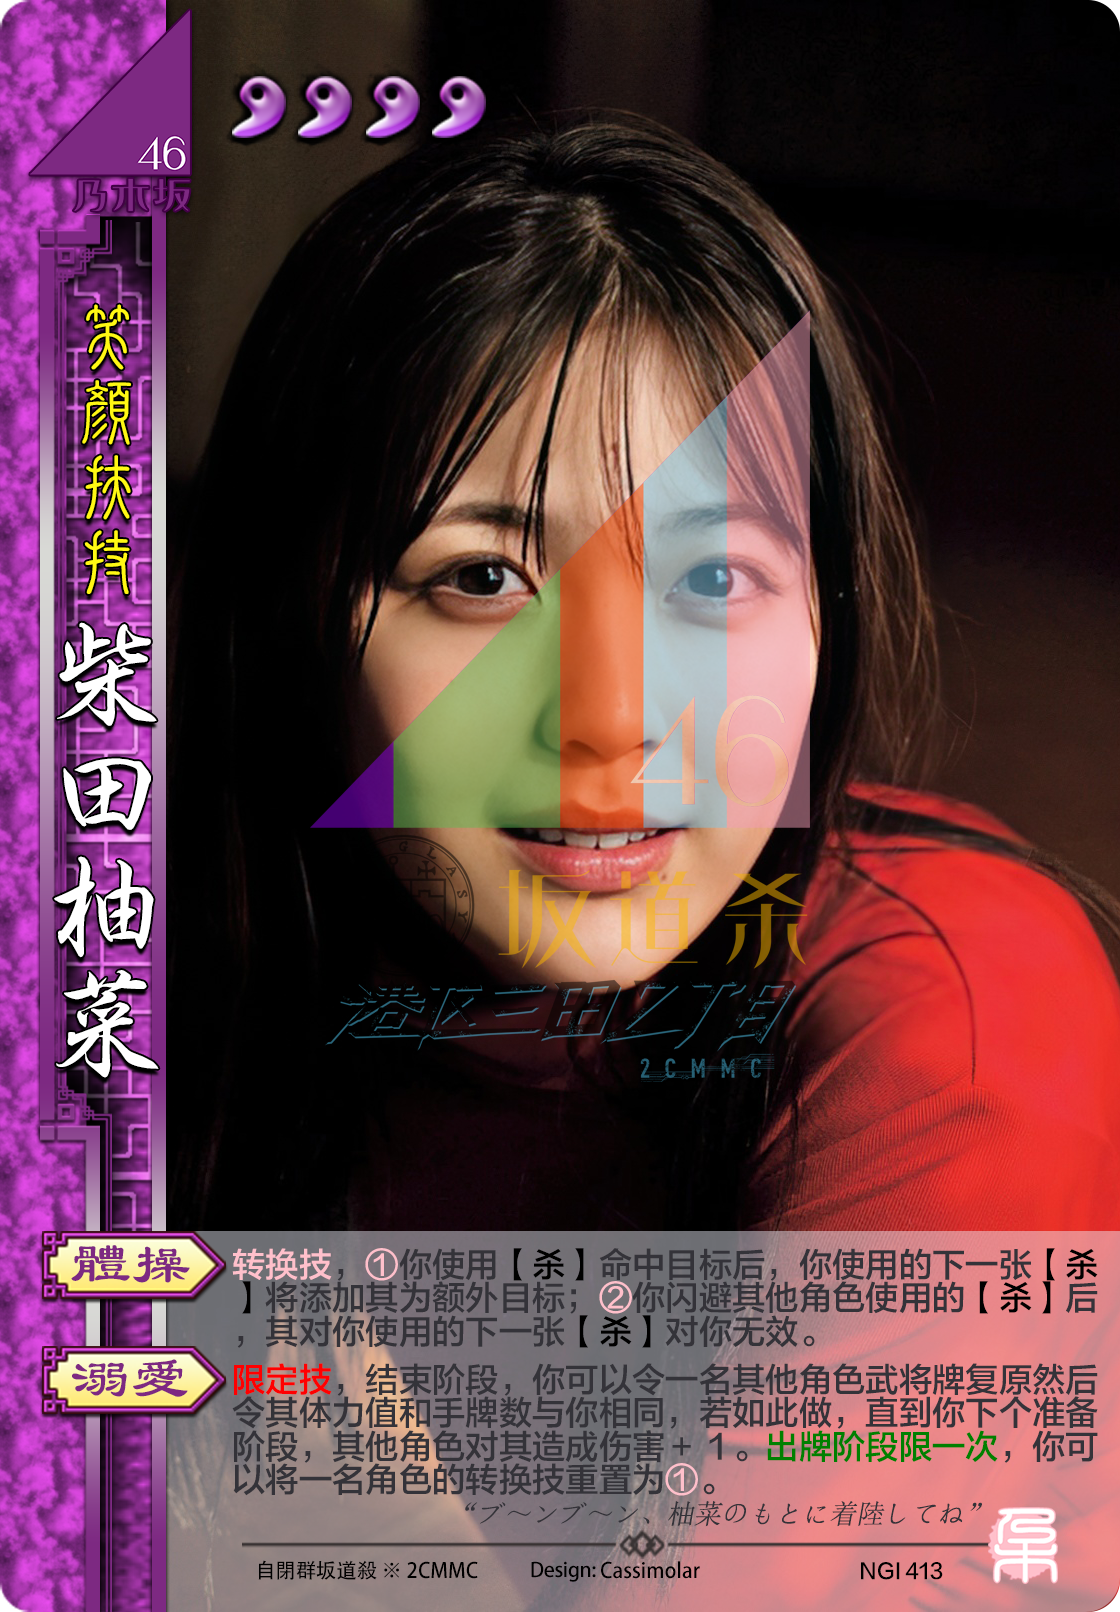 46
乃木坂
笑顔扶持
柴田柚菜
46
坂道杀
港区三田乙丁目
2CMMC
體操
转换技，①你使用【杀】命中目标后，你使用的下一张【杀
】将添加其为额外目标；②你闪避其他角色使用的【杀】后
，其对你使用的下一张【杀】对你无效。
溺愛
限定技，结束阶段，你可以令一名其他角色武将牌复原然后
令其体力值和手牌数与你相同，若如此做，直到你下个准备
阶段，其他角色对其造成伤害＋１。出牌阶段限一次，你可
以将一名角色的转换技重置为①。
“ブ～ンブ～ン、柚菜のもとに着陸してね”
自閉群坂道殺 ※ 2CMMC
Design: Cassimolar
NGI 413